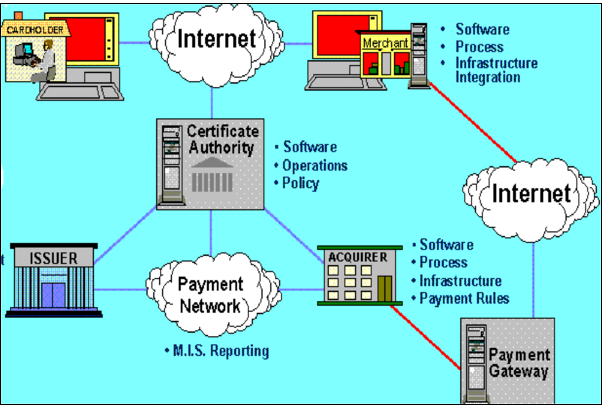 CARDHOLDER
Internet
Merchant
• Software
• Process
• Infrastructure
Integration
Certificate
Authority
• Software
• Operations
• Policy
Internet
t
ISSUER
Payment
Network
• M.I.S. Reporting
ACQUIRER
• Software
• Process
• Infrastructure
• Payment Rules
Payment
Gateway